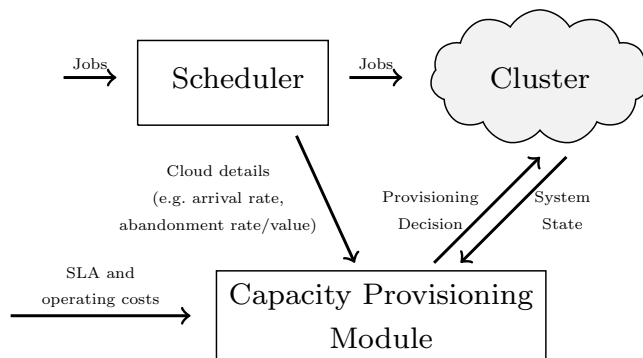 Jobs
Scheduler
Jobs
Cluster
Cloud details
(e.g. arrival rate,
abandonment rate/value)
Provisioning
Decision
System
State
SLA and
operating costs
Capacity Provisioning
Module